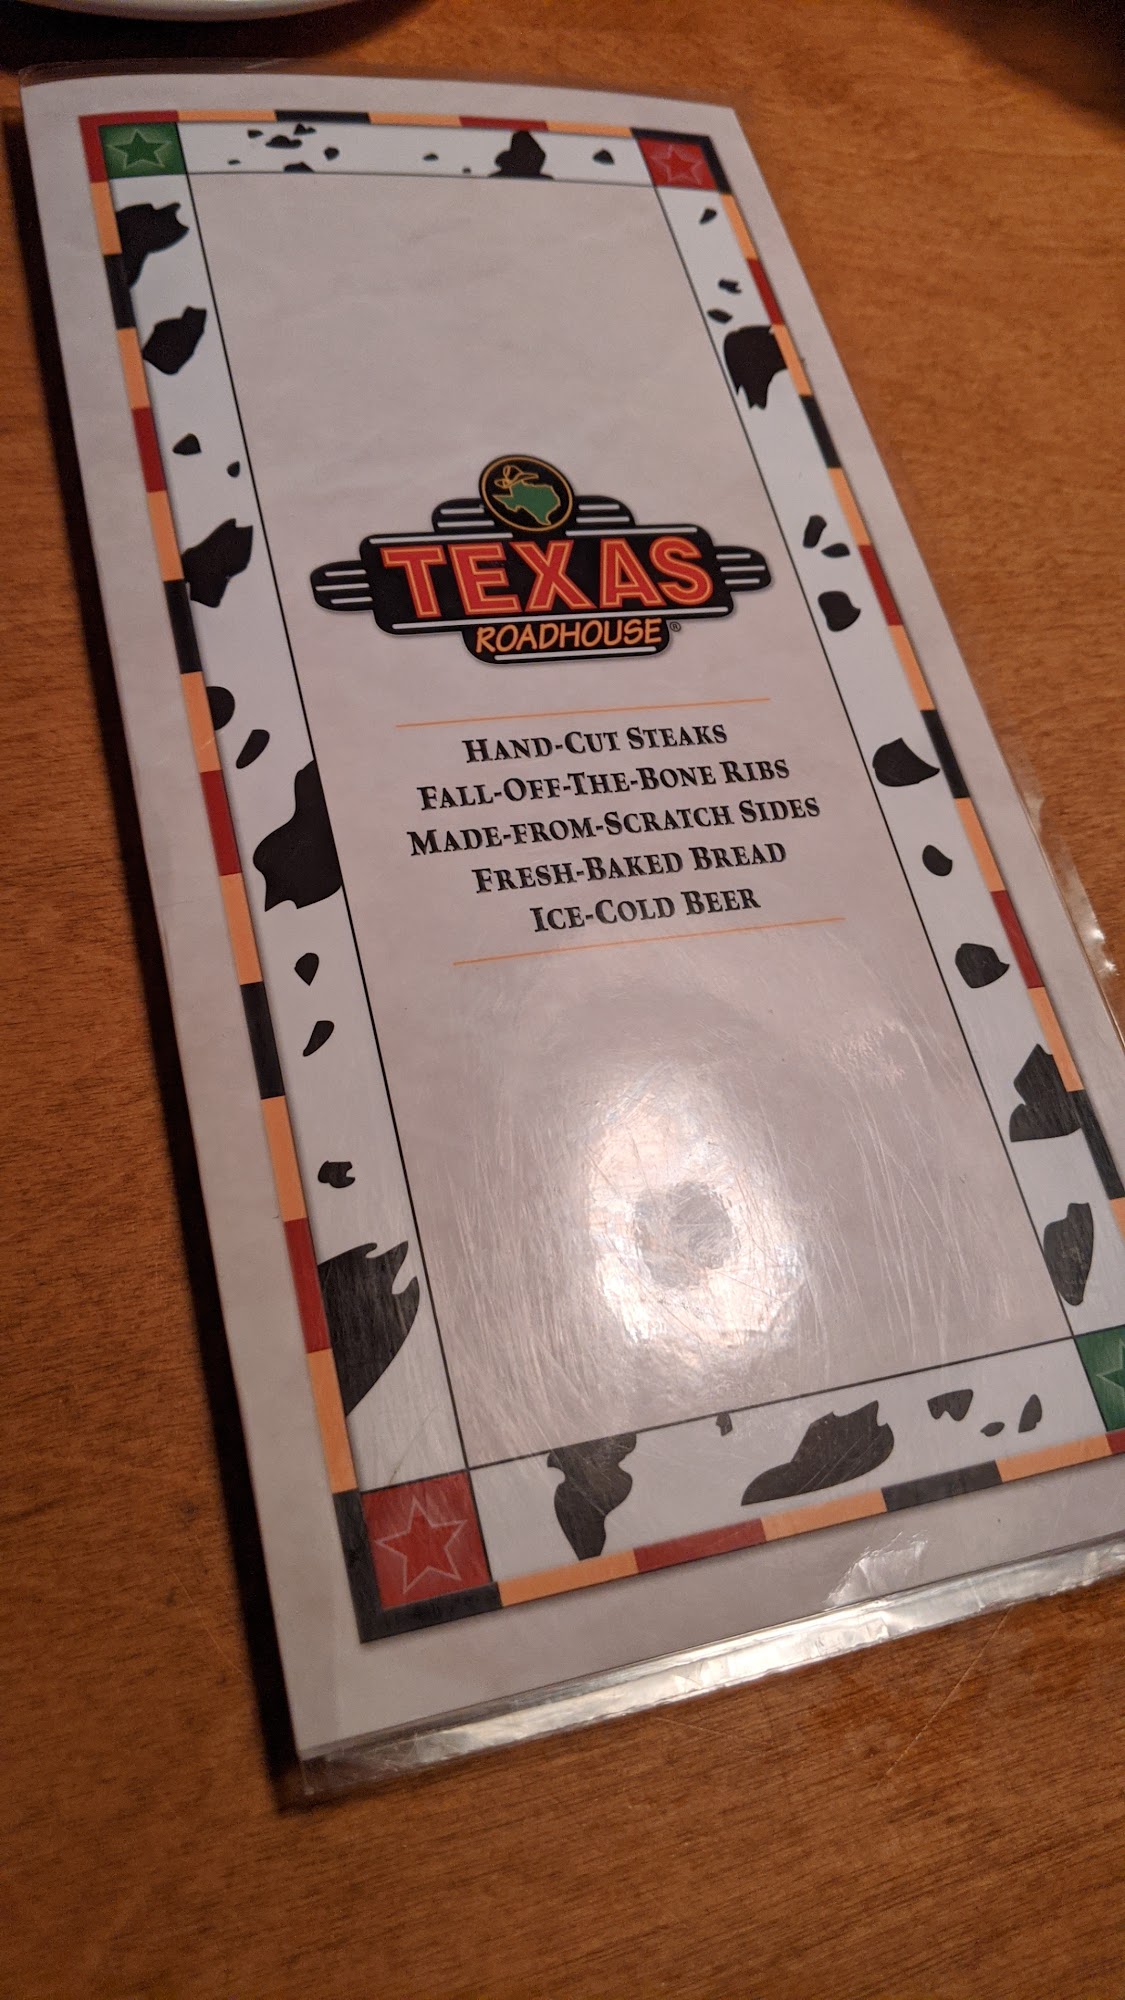 TEXAS
ROADHOUSE®
HAND-CUT STEAKS
FALL-OFF-THE-BONE RIBS
MADE-FROM-SCRATCH SIDES
FRESH-BAKED BREAD
ICE-COLD BEER